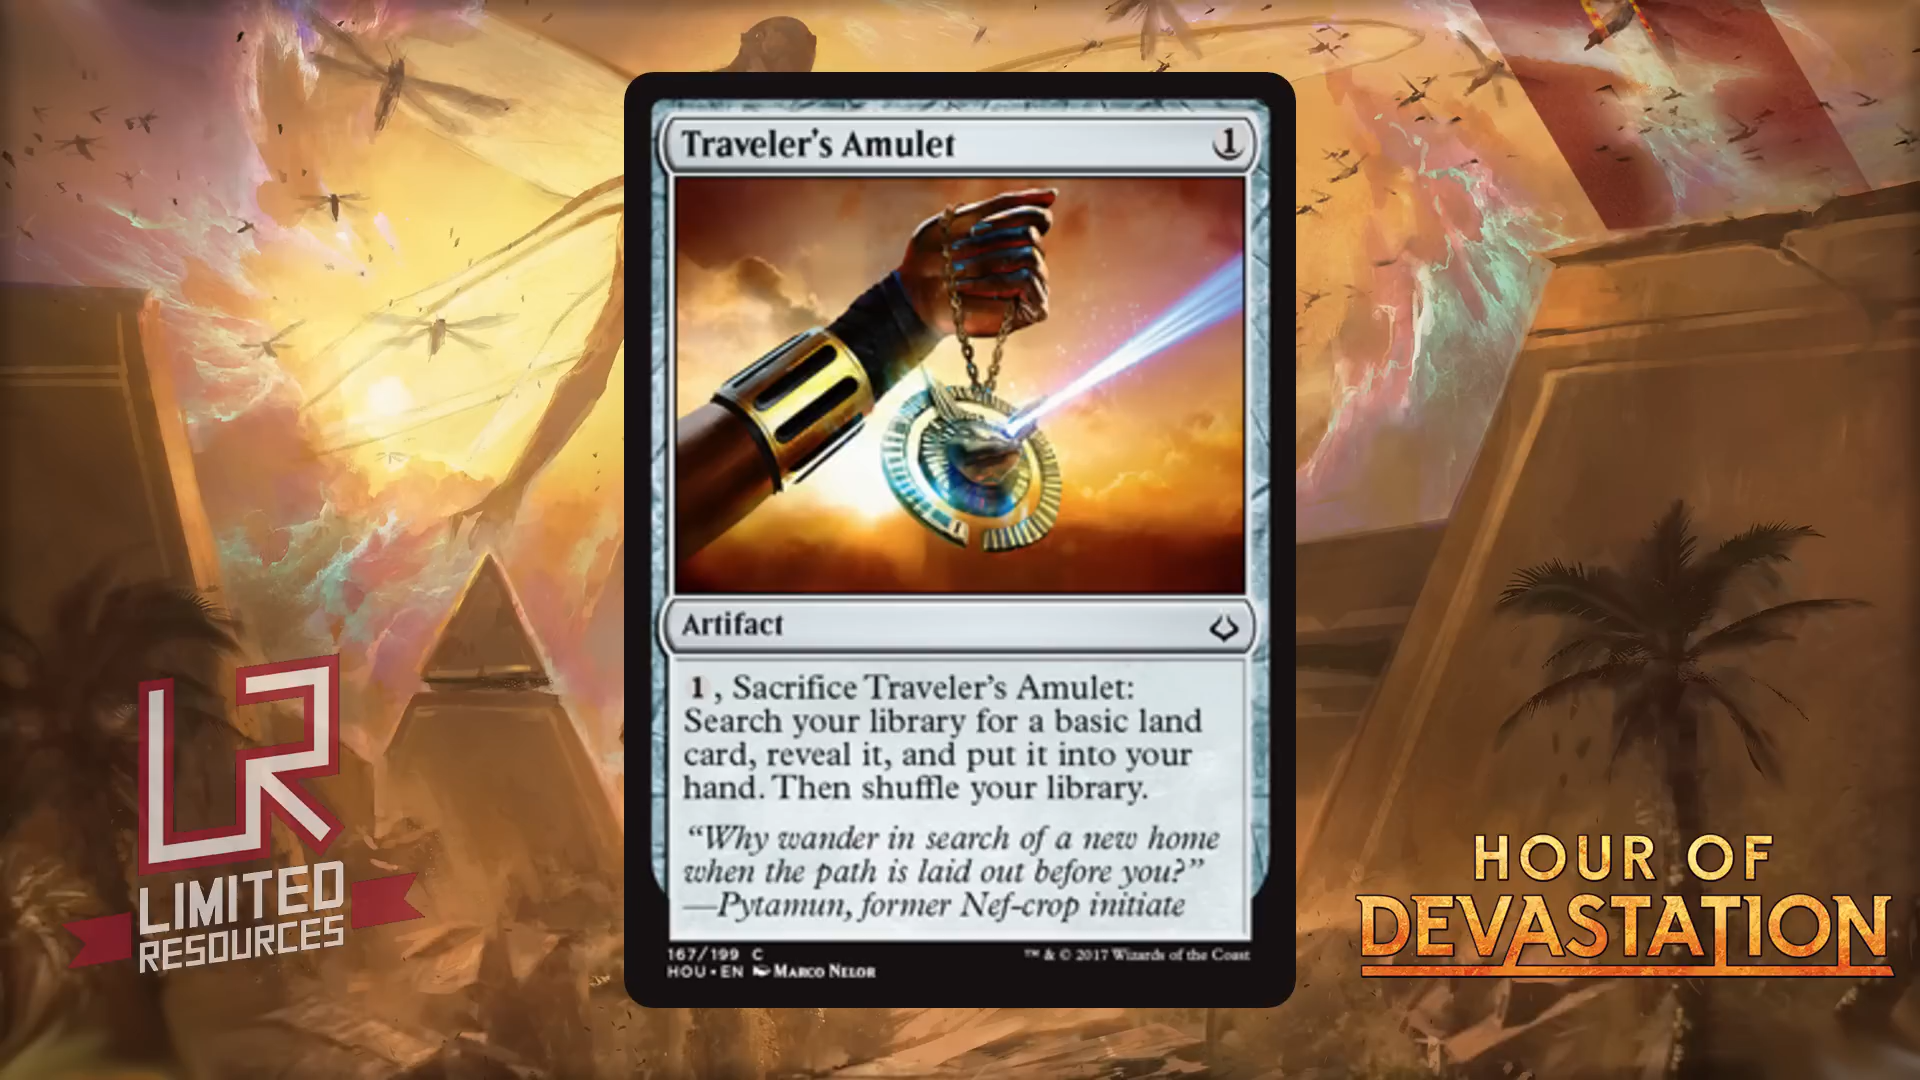 Traveler's Amulet 1
Artifact
1, Sacrifice Traveler's Amulet:
Search your library for a basic land
card, reveal it, and put it into your
hand. Then shuffle your library.
"Why wander in search of a new home
when the path is laid out before you?"
—Pytamun, former Nef-crop initiate
167/199 C
HOU • EN Marco Nelor
™ & © 2017 Wizards of the Coast
LR
LIMITED
RESOURCES
HOUR OF
DEVASTATION